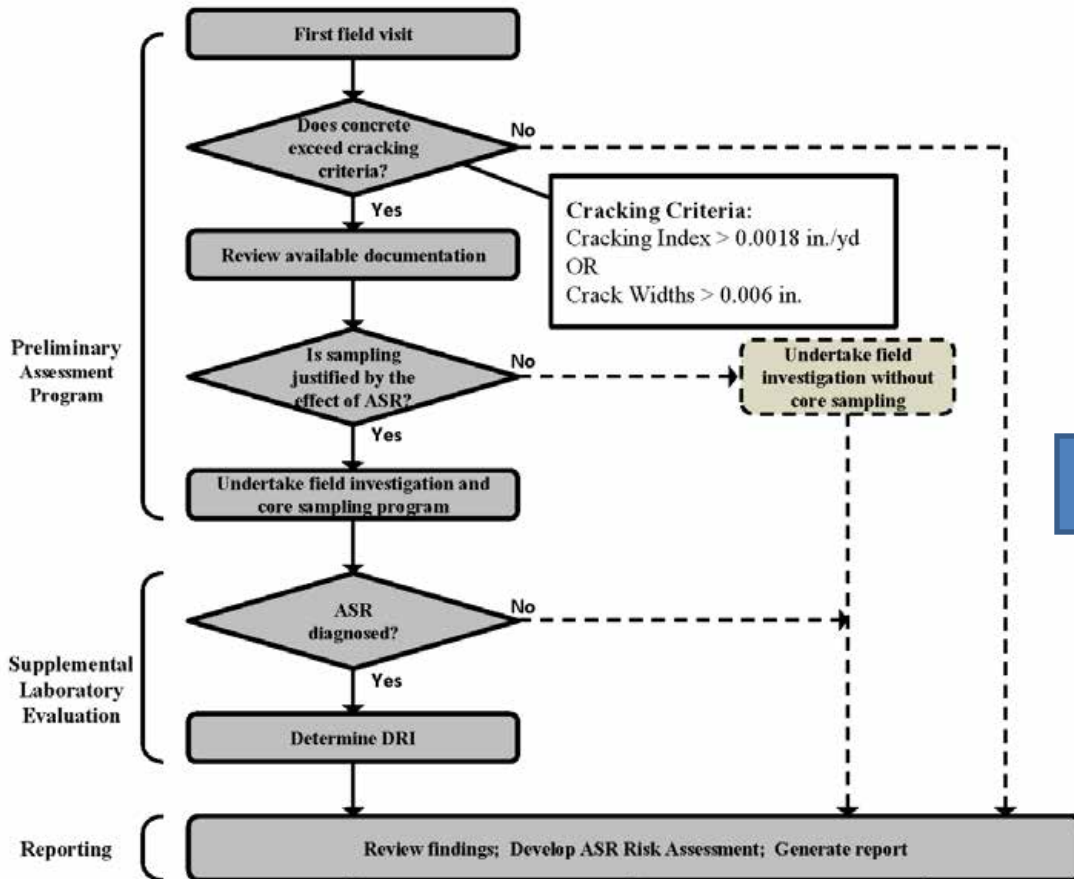 First field visit
Does concrete
exceed cracking
criteria?
No
Yes
Cracking Criteria:
Cracking Index > 0.0018 in./yd
OR
Crack Widths > 0.006 in.
Review available documentation
Preliminary
Assessment
Program
Is sampling
justified by the
effect of ASR?
No
Yes
Undertake field
investigation without
core sampling
Undertake field investigation and
core sampling program
ASR
diagnosed?
No
Yes
Supplemental
Laboratory
Evaluation
Determine DRI
Reporting
Review findings; Develop ASR Risk Assessment; Generate report